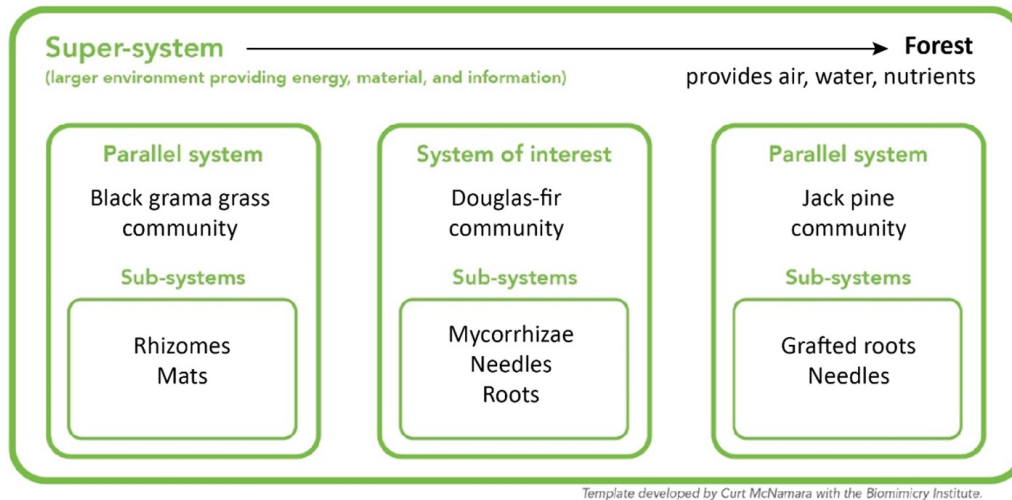 Super-system
Forest
(larger environment providing energy, material, and information)
provides air, water, nutrients
Parallel system
Black grama grass
community
Sub-systems
Rhizomes
Mats
System of interest
Douglas-fir
community
Sub-systems
Mycorrhizae
Needles
Roots
Parallel system
Jack pine
community
Sub-systems
Grafted roots
Needles
Template developed by Curt McNamara with the Biomimicry Institute.